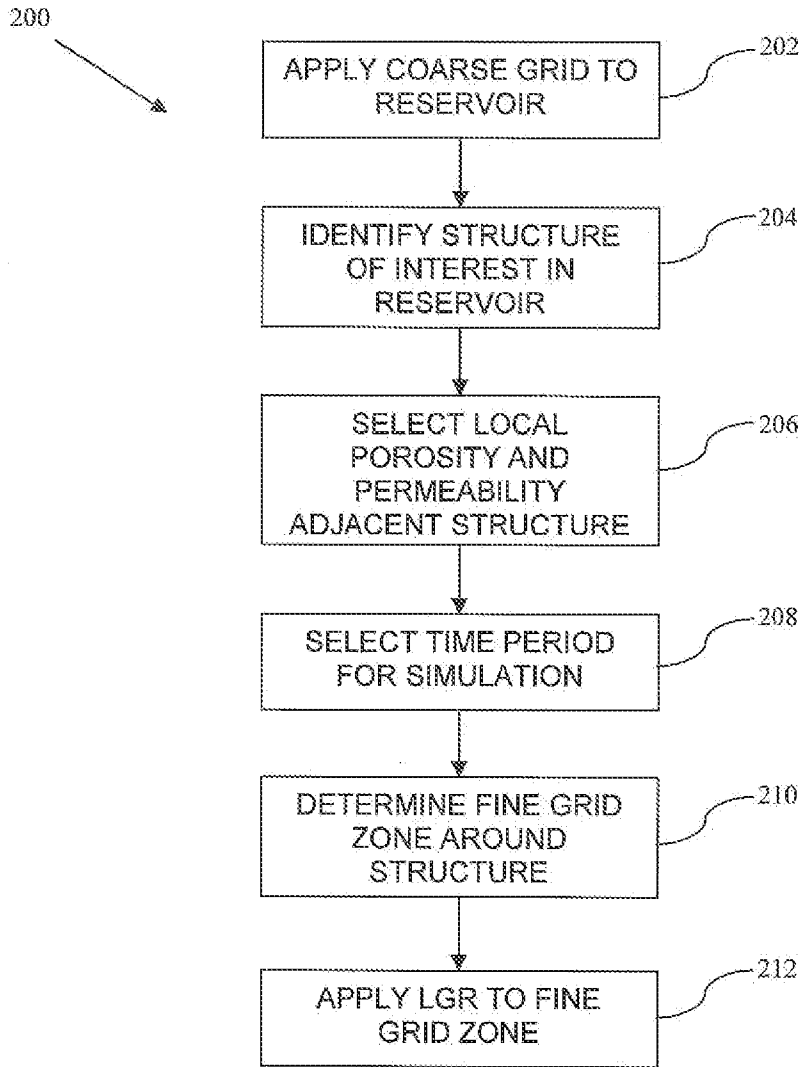 200
APPLY COARSE GRID TO
RESERVOIR
202
IDENTIFY STRUCTURE
OF INTEREST IN
RESERVOIR
204
SELECT LOCAL
POROSITY AND
PERMEABILITY
ADJACENT STRUCTURE
206
SELECT TIME PERIOD
FOR SIMULATION
208
DETERMINE FINE GRID
ZONE AROUND
STRUCTURE
210
APPLY LGR TO FINE
GRID ZONE
212